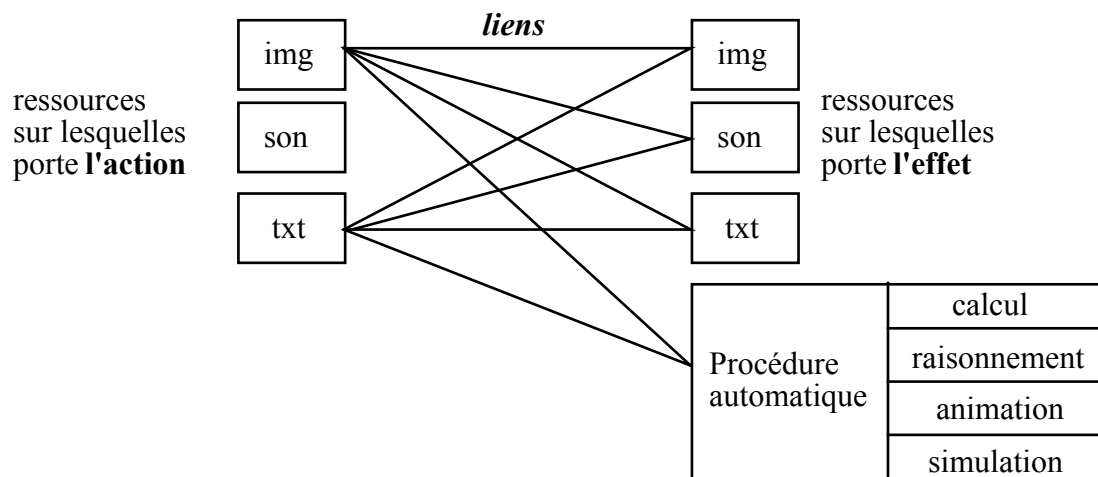 liens
img
son
txt
ressources
sur lesquelles
porte l'action
img
son
txt
ressources
sur lesquelles
porte l'effet
Procédure
automatique
calcul
raisonnement
animation
simulation